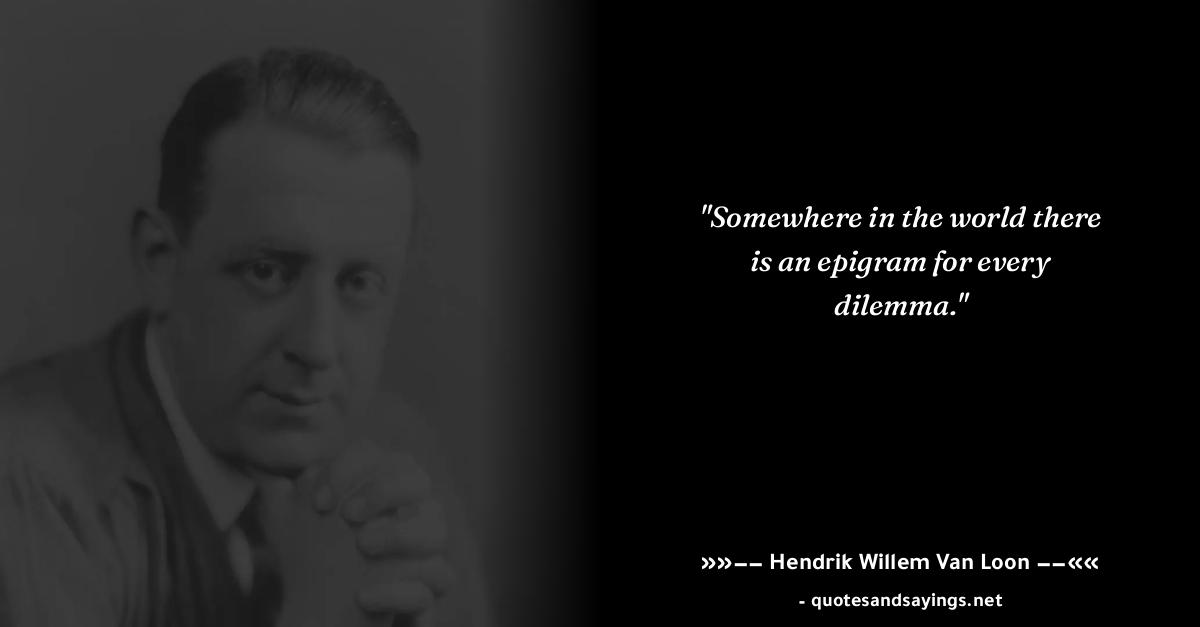 "Somewhere in the world there
is an epigram for every
dilemma."
»»−− Hendrik Willem Van Loon −−««
- quotesandsayings.net